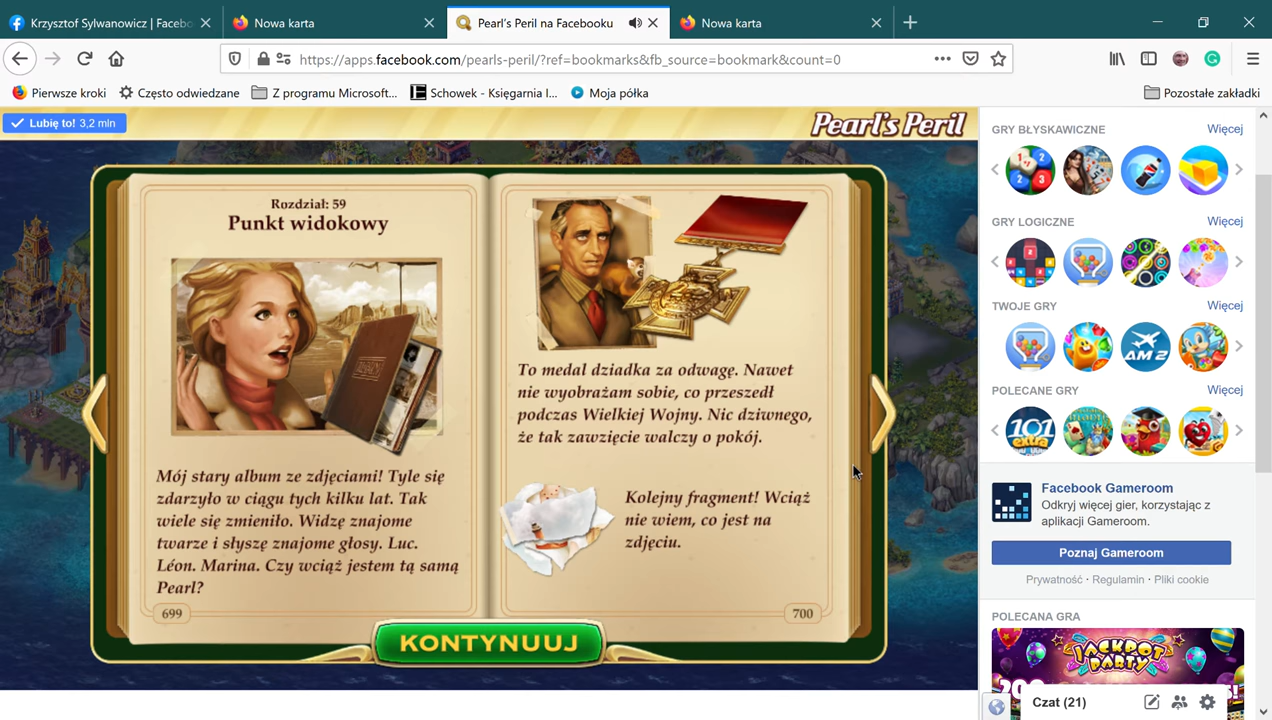 Krzysztof Sylwanowicz | Facebo
Nowa karta
Pearl's Peril na Facebooku
Nowa karta
https://apps.facebook.com/pearls-peril/?ref=bookmarks&fb_source=bookmark&count=0
Pierwsze kroki
Często odwiedzane
Z programu Microsoft...
Schowek - Księgarnia I...
Moja półka
Pozostałe zakładki
Lubię to! 3,2 mln
Pearl's Peril
Rozdział: 59
Punkt widokowy
Mój stary album ze zdjęciami! Tyle się
zdarzyło w ciągu tych kilku lat. Tak
wiele się zmieniło. Widzę znajome
twarze i słyszę znajome głosy. Luc.
Léon. Marina. Czy wciąż jestem tą samą
Pearl?
699
To medal dziadka za odwagę. Nawet
nie wyobrażam sobie, co przeszedł
podczas Wielkiej Wojny. Nic dziwnego,
że tak zawzięcie walczy o pokój.
Kolejny fragment! Wciąż
nie wiem, co jest na
zdjęciu.
700
KONTYNUUJ
GRY BŁYSKAWICZNE
Więcej
GRY LOGICZNE
Więcej
TWOJE GRY
Więcej
AM 2
POLECANE GRY
Więcej
101
extra
Facebook Gameroom
Odkryj więcej gier, korzystając z
aplikacji Gameroom.
Poznaj Gameroom
Prywatność · Regulamin · Pliki cookie
POLECANA GRA
JACKPOT
PARTY
Czat (21)